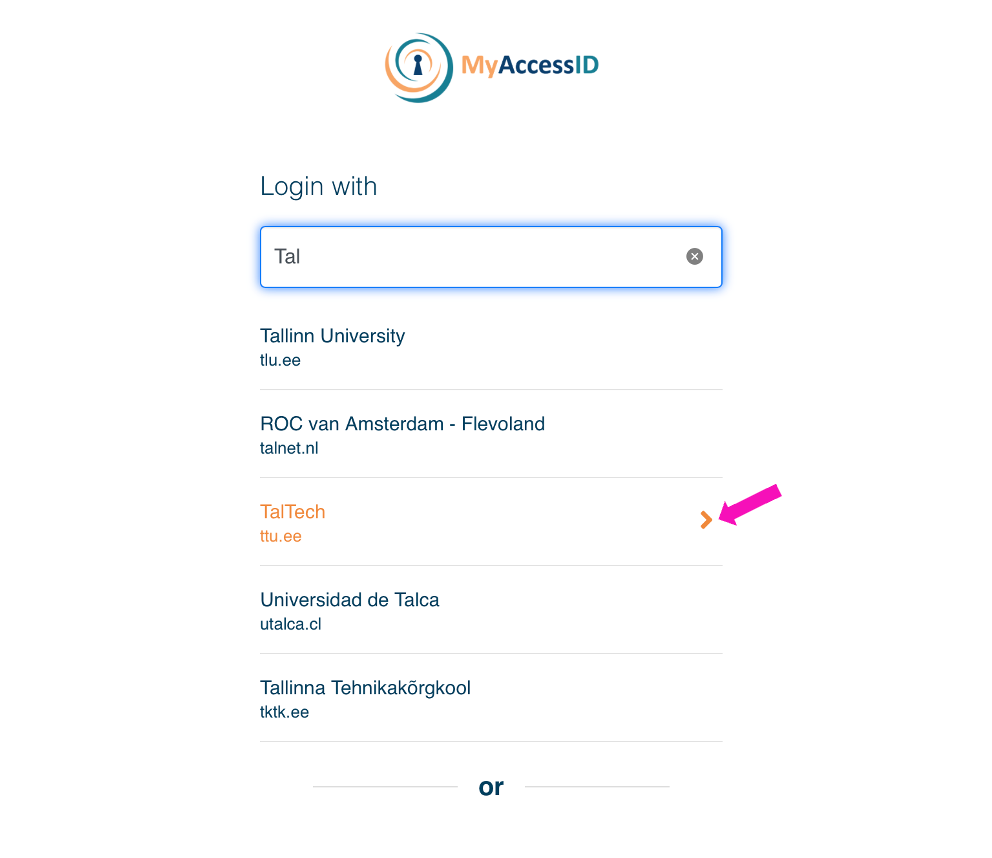 MyAccessID
Login with
Tal
Tallinn University
tlu.ee
ROC van Amsterdam - Flevoland
talnet.nl
TalTech
ttu.ee
Universidad de Talca
utalca.cl
Tallinna Tehnikakõrgkool
tktk.ee
or